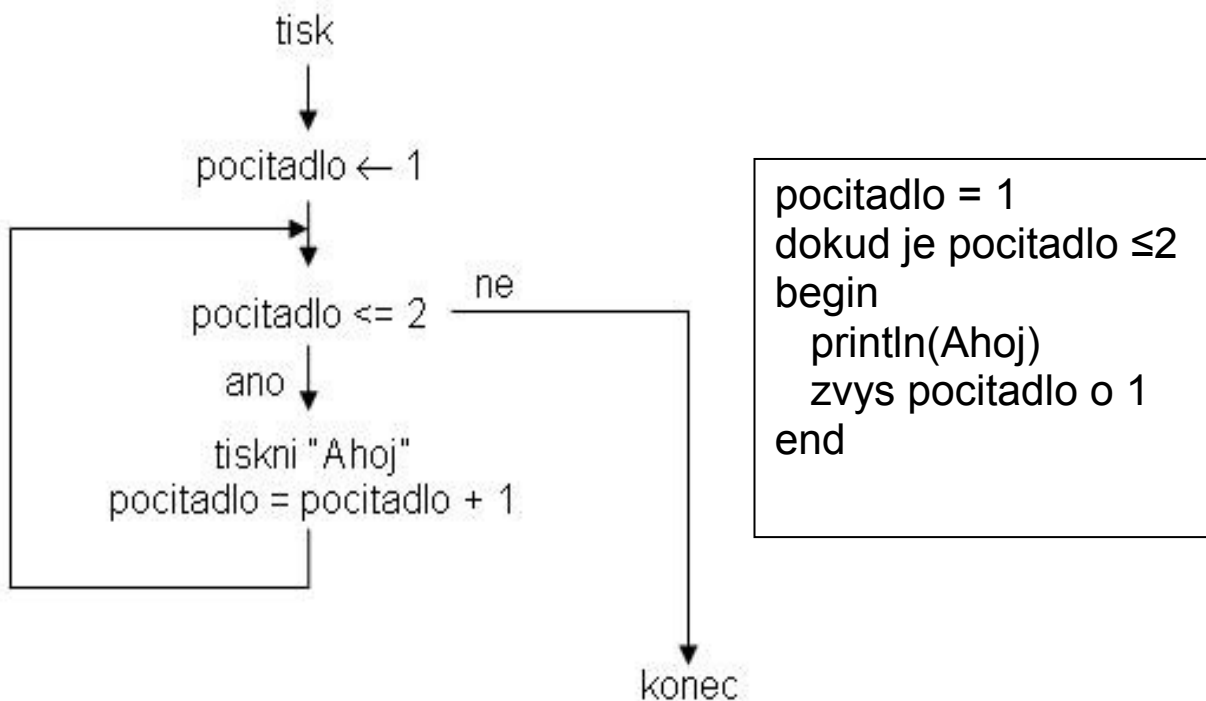 tisk
pocitadlo ← 1
pocitadlo <= 2
ne
ano
tiskni "Ahoj"
pocitadlo = pocitadlo + 1
konec
pocitadlo = 1
dokud je pocitadlo ≤2
begin
println(Ahoj)
zvys pocitadlo o 1
end